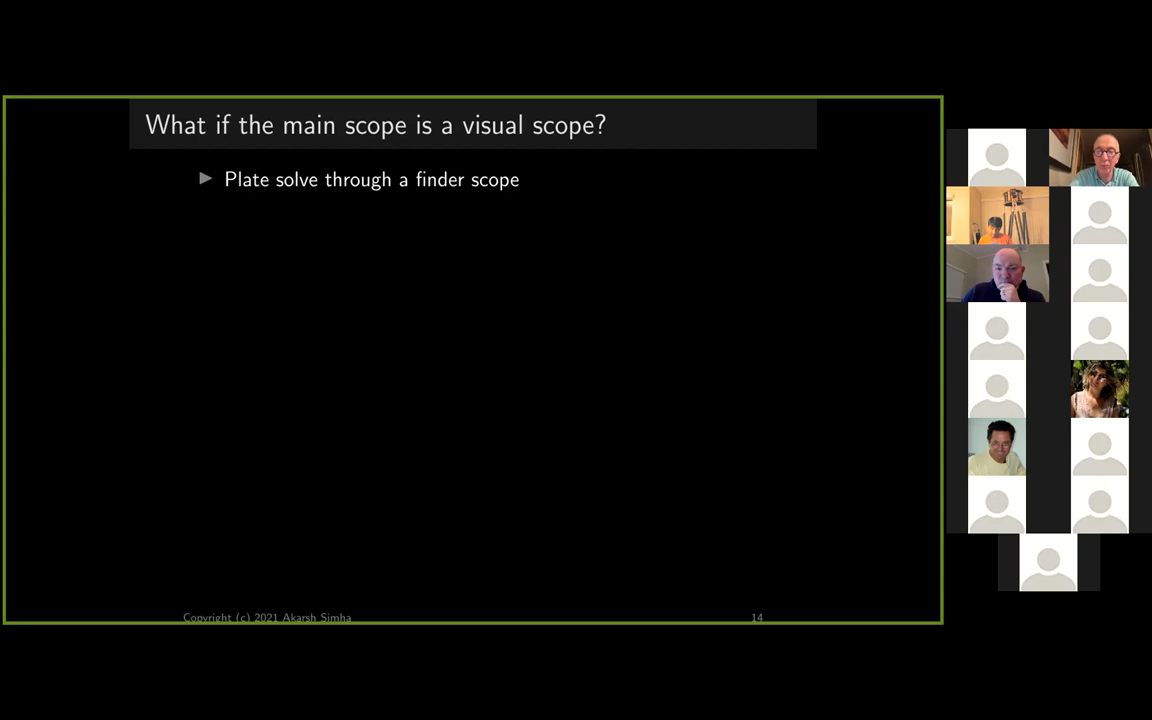 What if the main scope is a visual scope?
▶ Plate solve through a finder scope
Copyright (c) 2021 Akarsh Simha
14